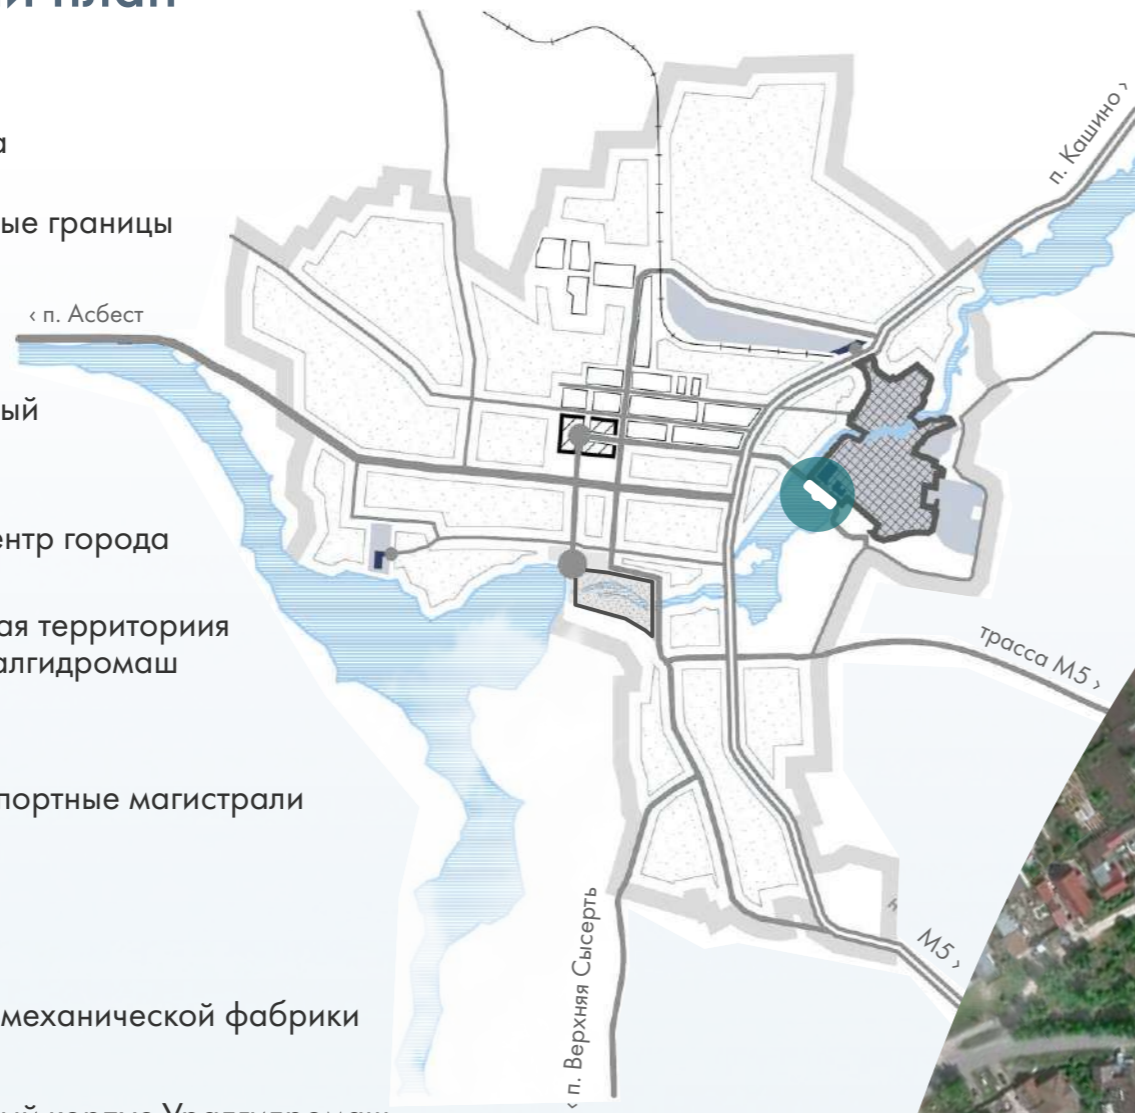 план
п. Кашино ›
ые границы
‹ п. Асбест
ый
нтр города
ая территориия
алгидромаш
трасса М5 ›
портные магистрали
М5 ›
‹ п. Верхняя Сысерть
механической фабрики